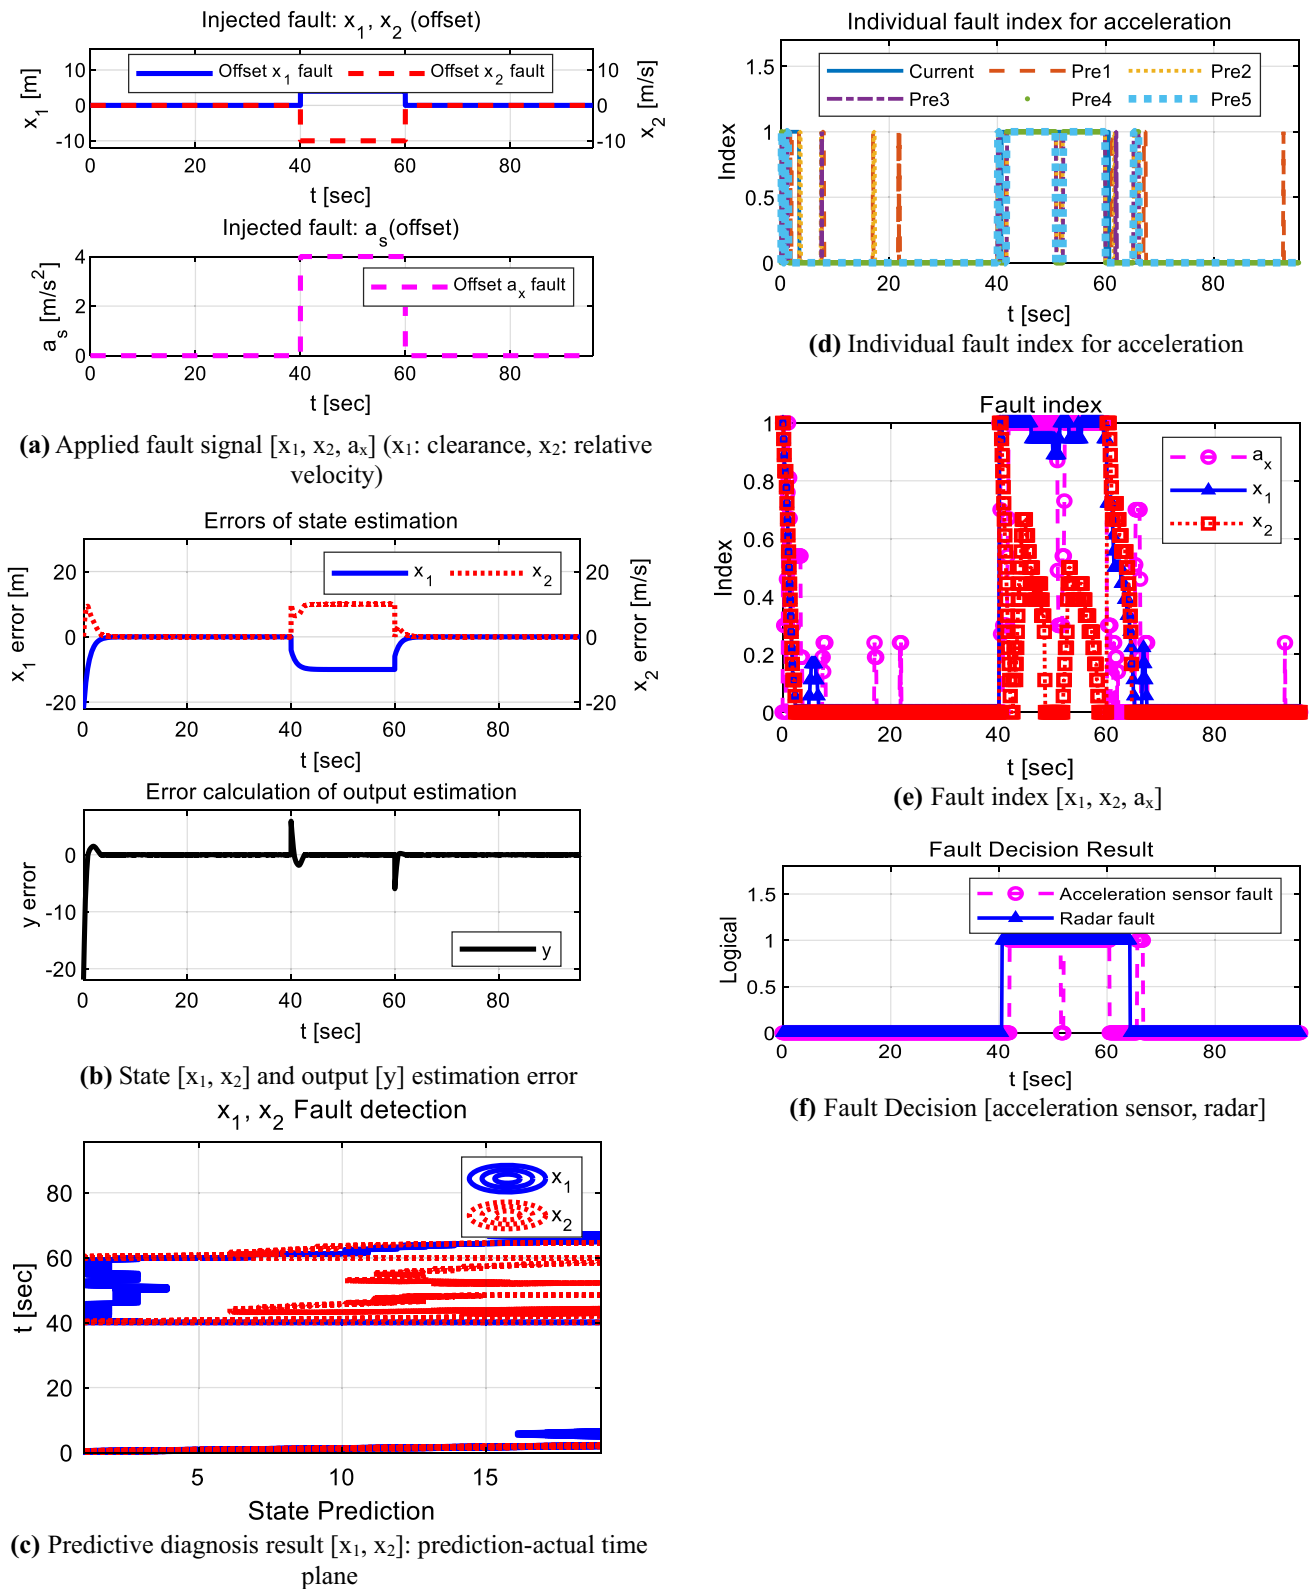 Injected fault: x1, x2 (offset)
Offset x1 fault
Offset x2 fault
x1 [m]
10
0
-10
10
0
-10
x2 [m/s]
0
20
40
60
80
t [sec]
Injected fault: as(offset)
Offset ax fault
as [m/s2]
4
2
0
0
20
40
60
80
t [sec]
(a) Applied fault signal [x1, x2, ax] (x1: clearance, x2: relative
velocity)
Errors of state estimation
x1
x2
x1 error [m]
20
0
-20
20
0
-20
x2 error [m/s]
0
20
40
60
80
t [sec]
Error calculation of output estimation
y error
0
-10
-20
y
0
20
40
60
80
t [sec]
(b) State [x1, x2] and output [y] estimation error
x1, x2 Fault detection
x1
x2
t [sec]
80
60
40
20
0
5
10
15
State Prediction
(c) Predictive diagnosis result [x1, x2]: prediction-actual time
plane
Individual fault index for acceleration
Current
Pre1
Pre2
Pre3
Pre4
Pre5
Index
1.5
1
0.5
0
0
20
40
60
80
t [sec]
(d) Individual fault index for acceleration
Fault index
ax
x1
x2
Index
1
0.8
0.6
0.4
0.2
0
0
20
40
60
80
t [sec]
(e) Fault index [x1, x2, ax]
Fault Decision Result
Acceleration sensor fault
Radar fault
Logical
1.5
1
0.5
0
0
20
40
60
80
t [sec]
(f) Fault Decision [acceleration sensor, radar]